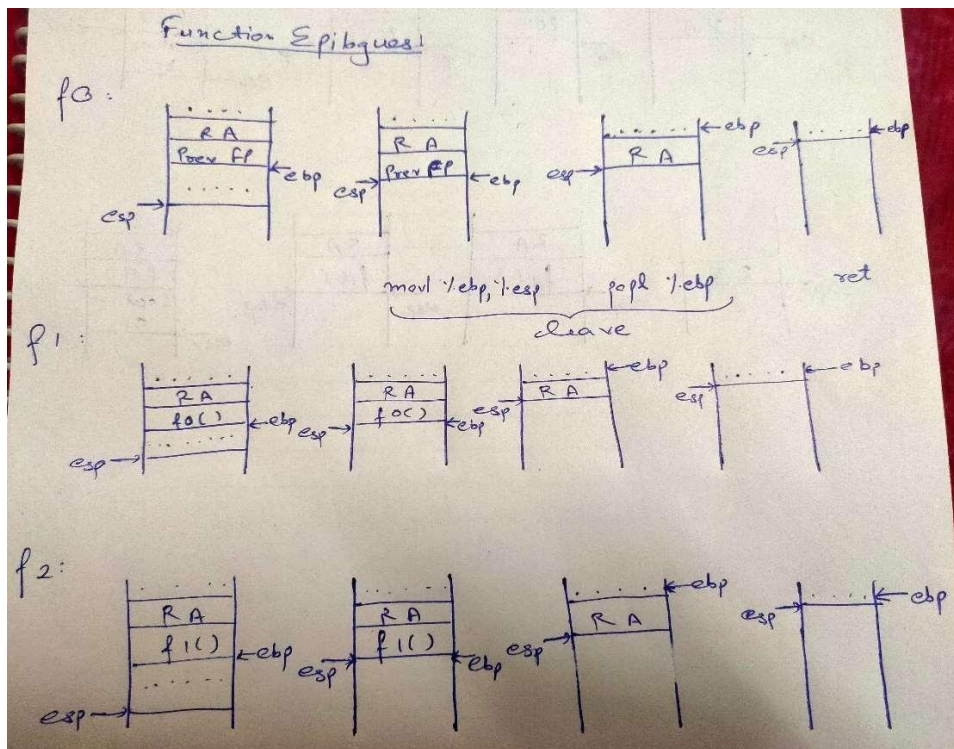 Function Epilogues!
f0:
. . . . .
RA
Prev FP
. . . . .
esp
ebp
. . . . .
RA
Prev FP
esp
ebp
. . . . .
RA
esp
ebp
. . . . .
esp
ebp
movl %ebp, %esp
popl %ebp
leave
ret
f1:
. . . . .
RA
f0()
. . . . .
esp
ebp
. . . . .
RA
f0()
esp
ebp
. . . . .
RA
esp
ebp
. . . . .
esp
ebp
f2:
. . . . .
RA
f1()
. . . . .
esp
ebp
. . . . .
RA
f1()
esp
ebp
. . . . .
RA
esp
ebp
. . . . .
esp
ebp